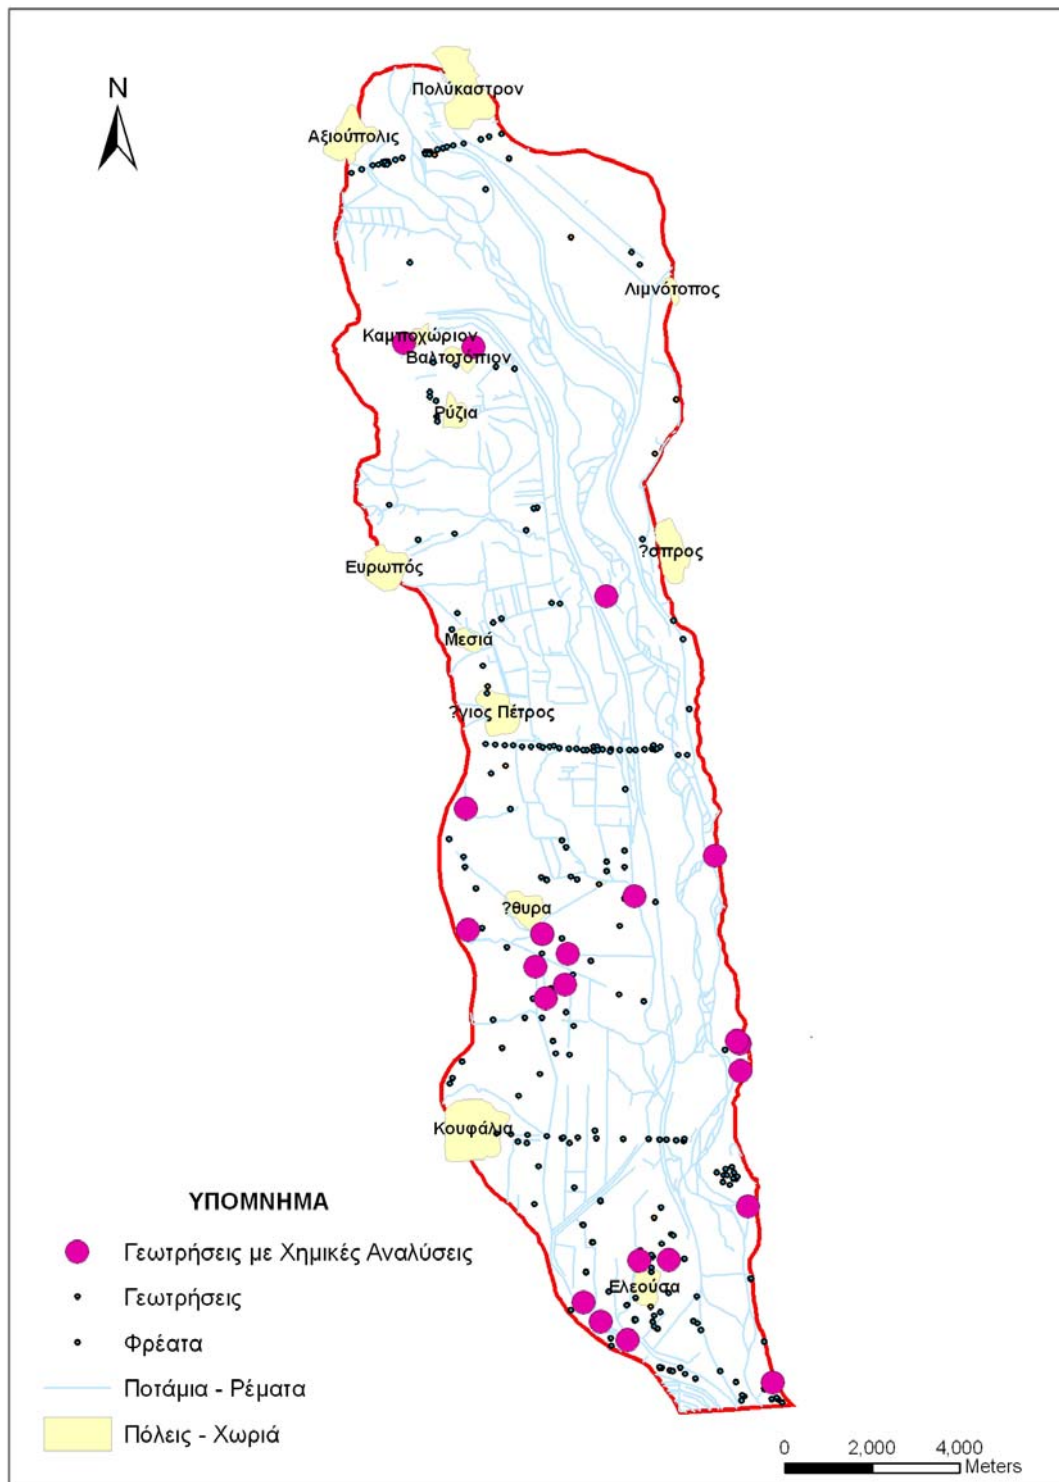 Πολύκαστρον
N
Αξιούπολις
Λιμνότοπος
Καμποχώριον
Βαλτοτόπιον
Ρύζια
?σπρος
Ευρωπός
Μεσιά
?γιος Πέτρος
?θυρα
Κουφάλια
ΥΠΟΜΝΗΜΑ
Γεωτρήσεις με Χημικές Αναλύσεις
Ελεούσα
Γεωτρήσεις
Φρέατα
Ποτάμια - Ρέματα
Πόλεις - Χωριά
0 2,000 4,000
Meters